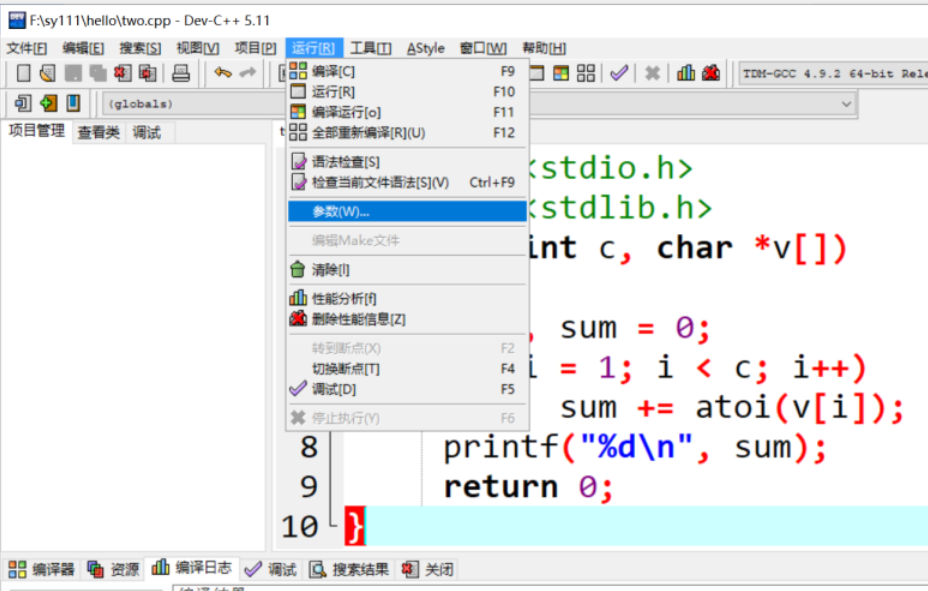 F:\sy111\hello\two.cpp - Dev-C++ 5.11
文件[F] 编辑[E] 搜索[S] 视图[V] 项目[P] 运行[R] 工具[T] AStyle 窗口[W] 帮助[H]
TDM-GCC 4.9.2 64-bit Rele
(globals)
项目管理 查看类 调试
编译[C] F9
运行[R] F10
编译运行[o] F11
全部重新编译[R](U) F12
语法检查[S]
检查当前文件语法[S](V) Ctrl+F9
参数(W)...
编辑Make文件
清除[l]
性能分析[f]
删除性能信息[Z]
转到断点(X) F2
切换断点[T] F4
调试[D] F5
停止执行(Y) F6
<stdio.h>
<stdlib.h>
int c, char *v[])
, sum = 0;
i = 1; i < c; i++)
sum += atoi(v[i]);
8 printf("%d\n", sum);
9 return 0;
10 }
编译器 资源 编译日志 调试 搜索结果 关闭